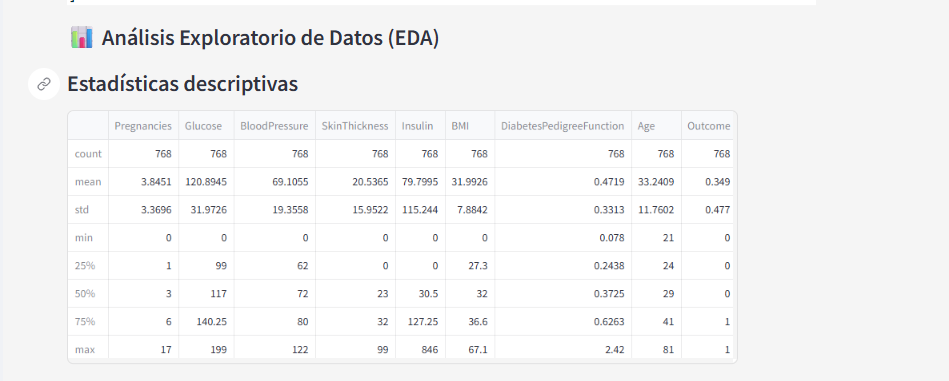 Análisis Exploratorio de Datos (EDA)
Estadísticas descriptivas
Pregnancies Glucose BloodPressure SkinThickness Insulin BMI DiabetesPedigreeFunction Age Outcome
count 768 768 768 768 768 768 768 768 768
mean 3.8451 120.8945 69.1055 20.5365 79.7995 31.9926 0.4719 33.2409 0.349
std 3.3696 31.9726 19.3558 15.9522 115.244 7.8842 0.3313 11.7602 0.477
min 0 0 0 0 0 0 0.078 21 0
25% 1 99 62 0 0 27.3 0.2438 24 0
50% 3 117 72 23 30.5 32 0.3725 29 0
75% 6 140.25 80 32 127.25 36.6 0.6263 41 1
max 17 199 122 99 846 67.1 2.42 81 1